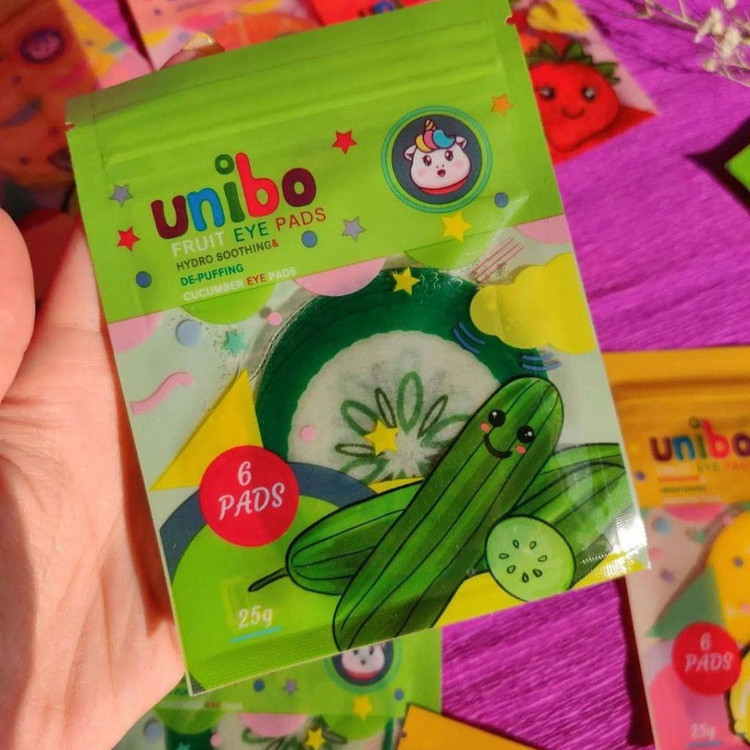 unibo
FRUIT EYE PADS
HYDRO SOOTHING&
DE-PUFFING
CUCUMBER EYE PADS
6
PADS
25g
unibo
EYE PADS
6
PADS
25g